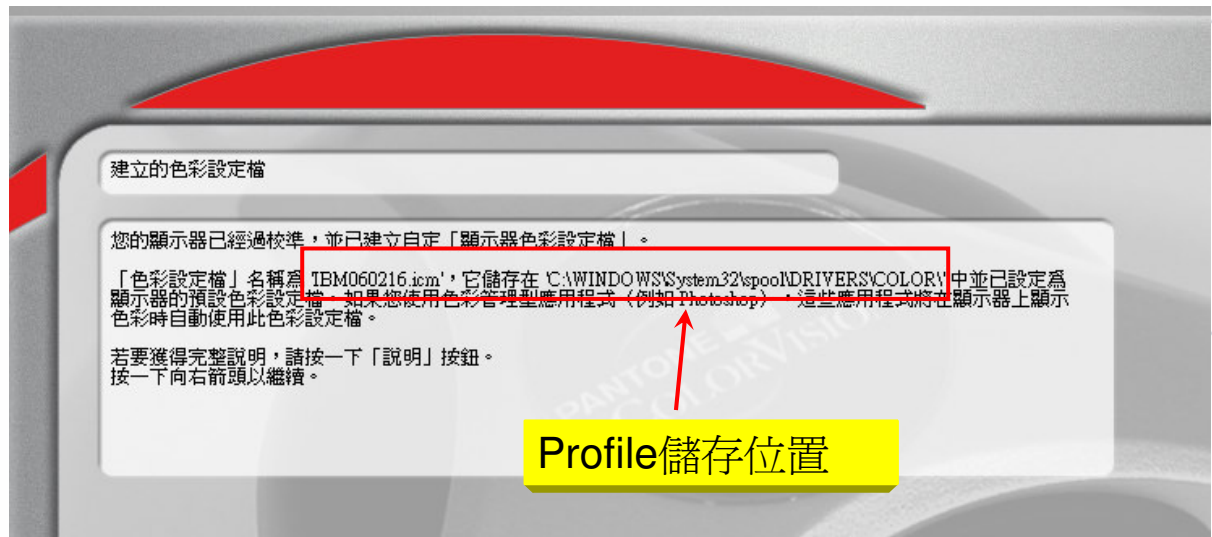 建立的色彩設定檔
您的顯示器已經過校準，並已建立自定「顯示器色彩設定檔」。
「色彩設定檔」名稱為 'IBM060216.icm'，它儲存在 'C:\WINDOWS\System32\spool\DRIVERS\COLOR\' 中並已設定為
顯示器的預設色彩設定檔。如果您使用色彩管理型應用程式（例如 Photoshop），這些應用程式將在顯示器上顯示
色彩時自動使用此色彩設定檔。
若要獲得完整說明，請按一下「說明」按鈕。
按一下向右箭頭以繼續。
PANTONE
COLORVISION
Profile儲存位置